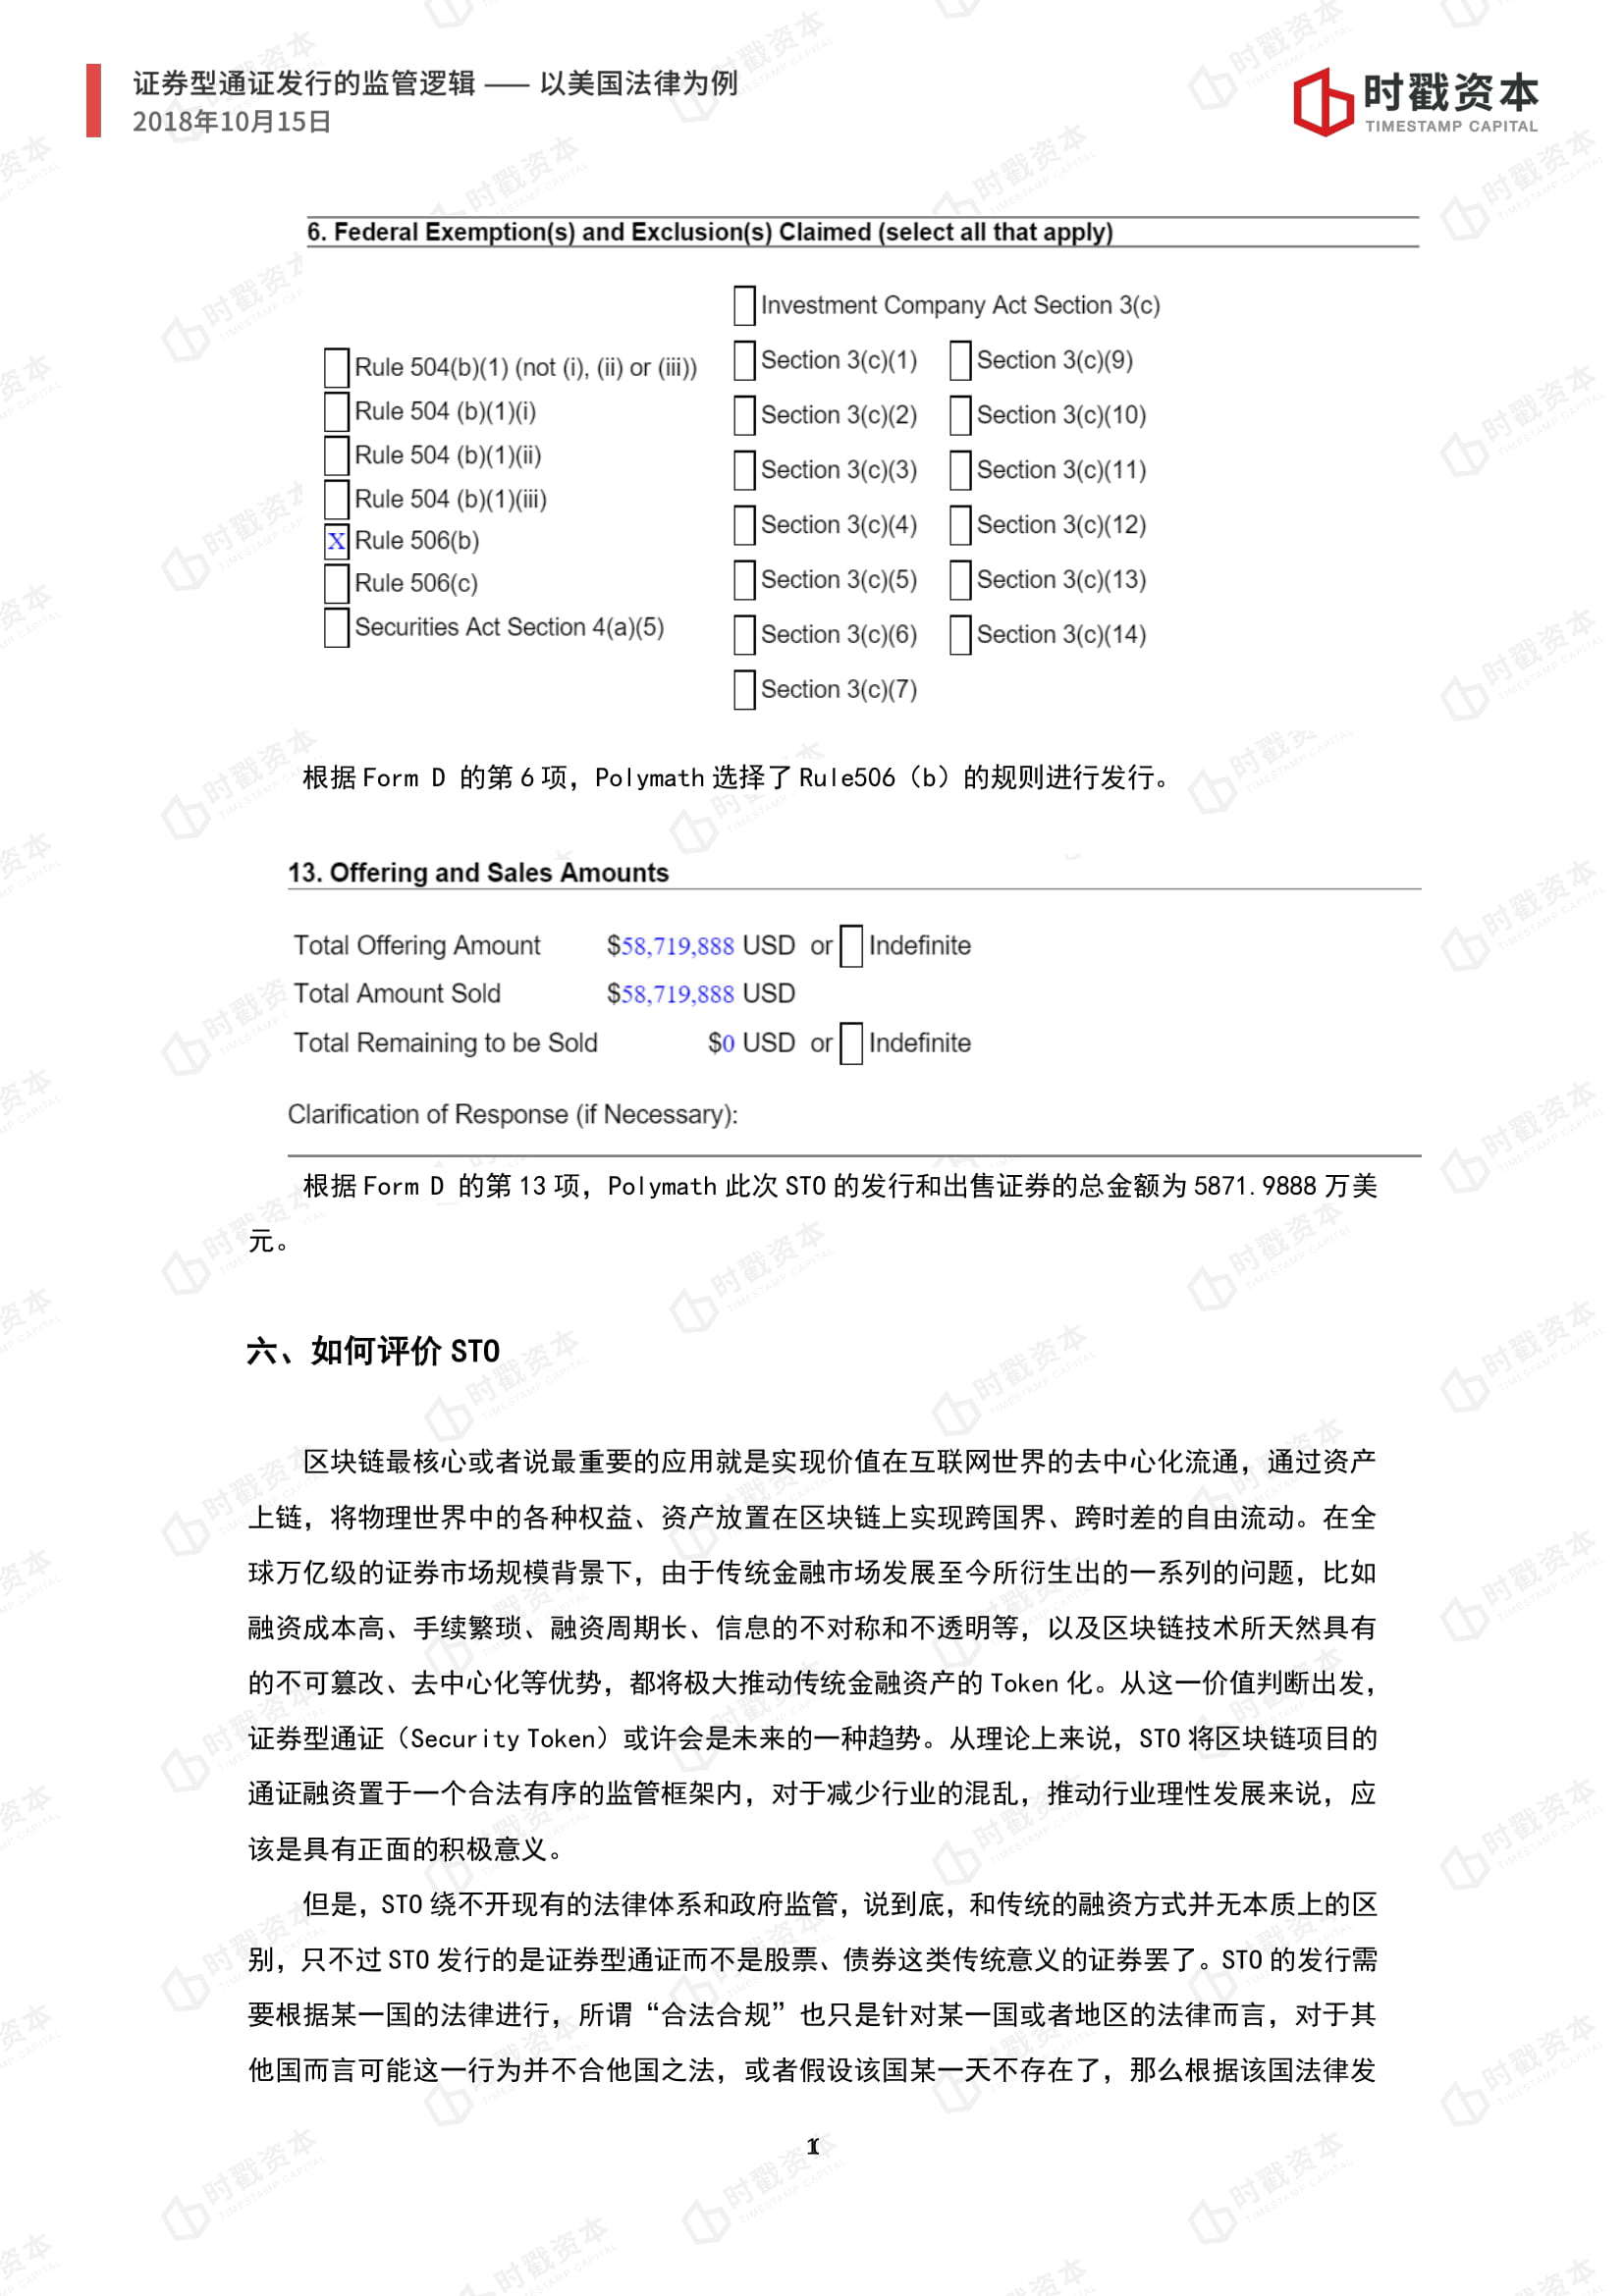 证券型通证发行的监管逻辑 —— 以美国法律为例
2018年10月15日
时戳资本
TIMESTAMP CAPITAL
6. Federal Exemption(s) and Exclusion(s) Claimed (select all that apply)
Investment Company Act Section 3(c)
Rule 504(b)(1) (not (i), (ii) or (iii))
Rule 504 (b)(1)(i)
Rule 504 (b)(1)(ii)
Rule 504 (b)(1)(iii)
X Rule 506(b)
Rule 506(c)
Securities Act Section 4(a)(5)
Section 3(c)(1) Section 3(c)(9)
Section 3(c)(2) Section 3(c)(10)
Section 3(c)(3) Section 3(c)(11)
Section 3(c)(4) Section 3(c)(12)
Section 3(c)(5) Section 3(c)(13)
Section 3(c)(6) Section 3(c)(14)
Section 3(c)(7)
根据 Form D 的第 6 项，Polymath 选择了 Rule506（b）的规则进行发行。
13. Offering and Sales Amounts
Total Offering Amount $58,719,888 USD or Indefinite
Total Amount Sold $58,719,888 USD
Total Remaining to be Sold $0 USD or Indefinite
Clarification of Response (if Necessary):
根据 Form D 的第 13 项，Polymath 此次 STO 的发行和出售证券的总金额为 5871.9888 万美
元。
六、如何评价 STO
区块链最核心或者说最重要的应用就是实现价值在互联网世界的去中心化流通，通过资产
上链，将物理世界中的各种权益、资产放置在区块链上实现跨国界、跨时差的自由流动。在全
球万亿级的证券市场规模背景下，由于传统金融市场发展至今所衍生出的一系列的问题，比如
融资成本高、手续繁琐、融资周期长、信息的不对称和不透明等，以及区块链技术所天然具有
的不可篡改、去中心化等优势，都将极大推动传统金融资产的 Token 化。从这一价值判断出发，
证券型通证（Security Token）或许会是未来的一种趋势。从理论上来说，STO 将区块链项目的
通证融资置于一个合法有序的监管框架内，对于减少行业的混乱，推动行业理性发展来说，应
该是具有正面的积极意义。
但是，STO 绕不开现有的法律体系和政府监管，说到底，和传统的融资方式并无本质上的区
别，只不过 STO 发行的是证券型通证而不是股票、债券这类传统意义的证券罢了。STO 的发行需
要根据某一国的法律进行，所谓“合法合规”也只是针对某一国或者地区的法律而言，对于其
他国而言可能这一行为并不合他国之法，或者假设该国某一天不存在了，那么根据该国法律发